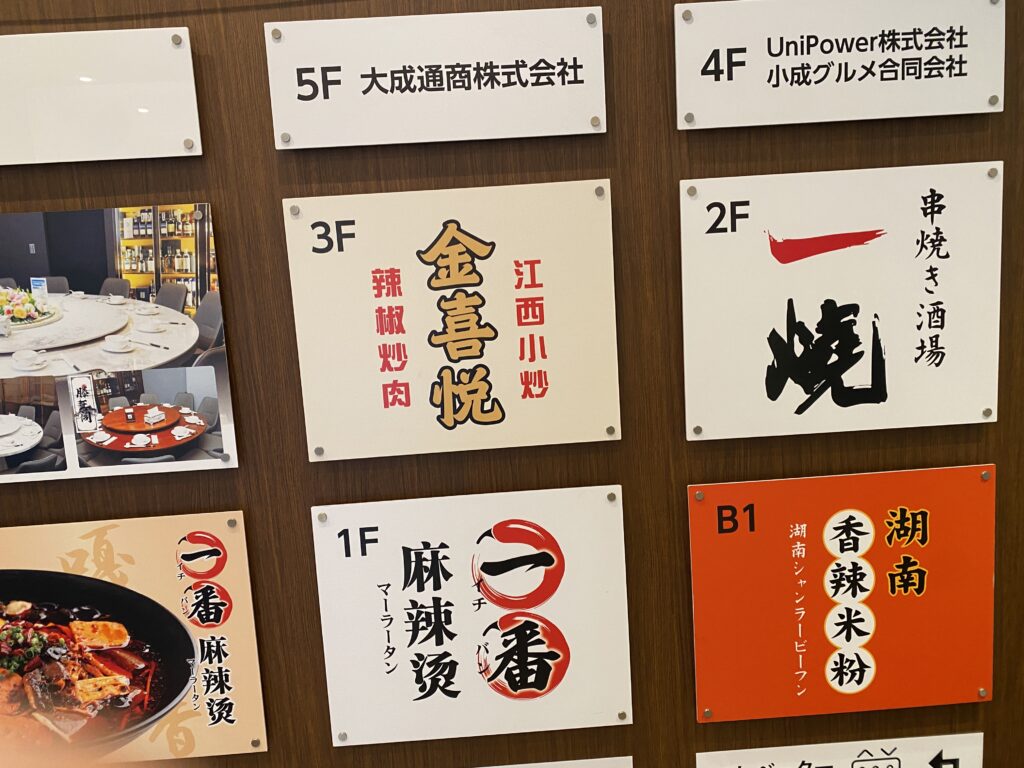 5F 大成通商株式会社
4F UniPower株式会社
小成グルメ合同会社
3F
江西小炒
金喜悦
辣椒炒肉
2F
串焼き酒場
一燒
藤玉閣
一番
イチ
バン
麻辣烫
マーラータン
1F
一番
イチ
バン
麻辣烫
マーラータン
B1
湖南
香辣米粉
湖南シャンラービーフン